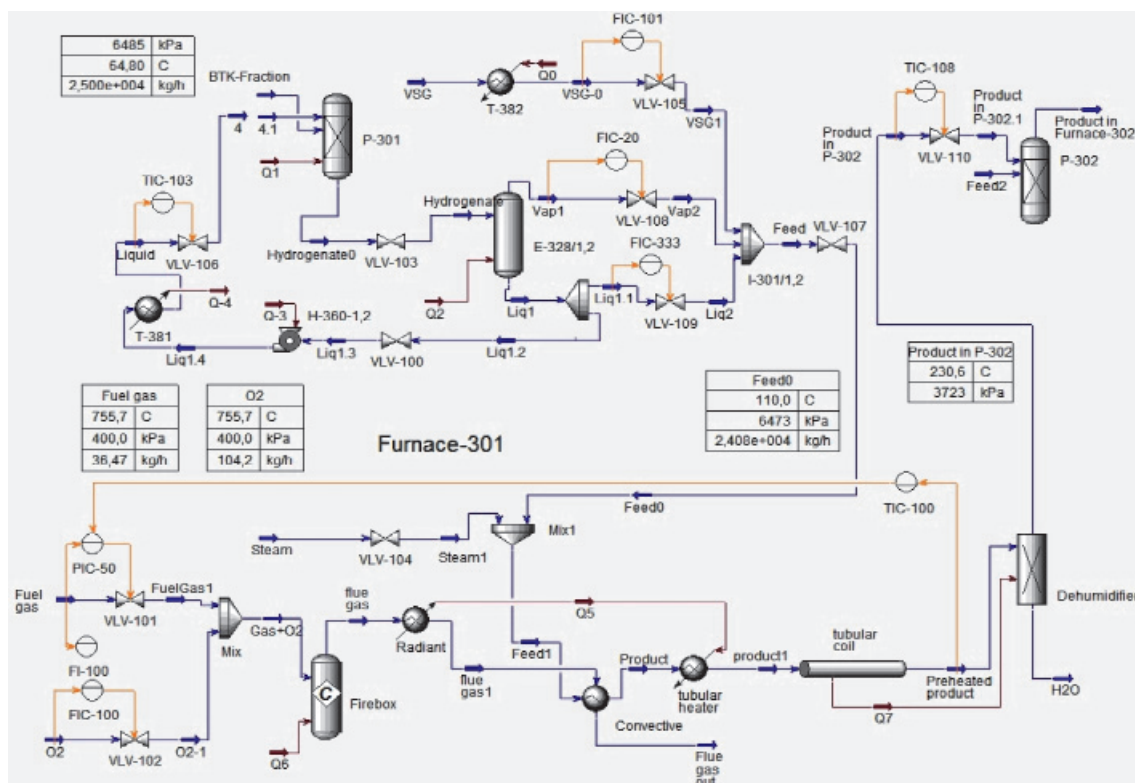 6485 kPa
64,80 C
2,500e+004 kg/h
BTK-Fraction
4
4.1
P-301
Q1
TIC-103
Liquid
VLV-106
Q-4
T-381
Liq1.4
Q-3
H-360-1,2
Liq1.3
VLV-100
Liq1.2
Hydrogenate0
VLV-103
Hydrogenate
Q2
E-328/1,2
Liq1
VSG
T-382
Q0
VSG-0
FIC-101
VLV-105
VSG1
FIC-20
Vap1
VLV-108
Vap2
FIC-333
Liq1.1
VLV-109
Liq2
I-301/1,2
Feed
VLV-107
Product in P-302
TIC-108
VLV-110
Product in P-302.1
Feed2
Product in Furnace-302
P-302
Product in P-302
230,6 C
3723 kPa
Feed0
110,0 C
6473 kPa
2,408e+004 kg/h
Fuel gas
755,7 C
400,0 kPa
36,47 kg/h
O2
755,7 C
400,0 kPa
104,2 kg/h
Furnace-301
TIC-100
Feed0
Steam
VLV-104
Steam1
Mix1
PIC-50
Fuel gas
FuelGas1
VLV-101
FI-100
FIC-100
O2
VLV-102
O2-1
Mix
Gas+O2
Firebox
C
Q6
flue gas
Radiant
Q5
flue gas1
Feed1
Convective
Product
tubular heater
product1
tubular coil
Preheated product
Q7
Dehumidifier
H2O
Flue gas